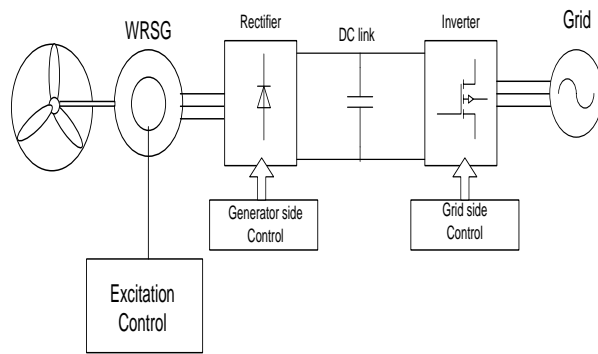 WRSG
Rectifier
DC link
Inverter
Grid
Generator side
Control
Grid side
Control
Excitation
Control